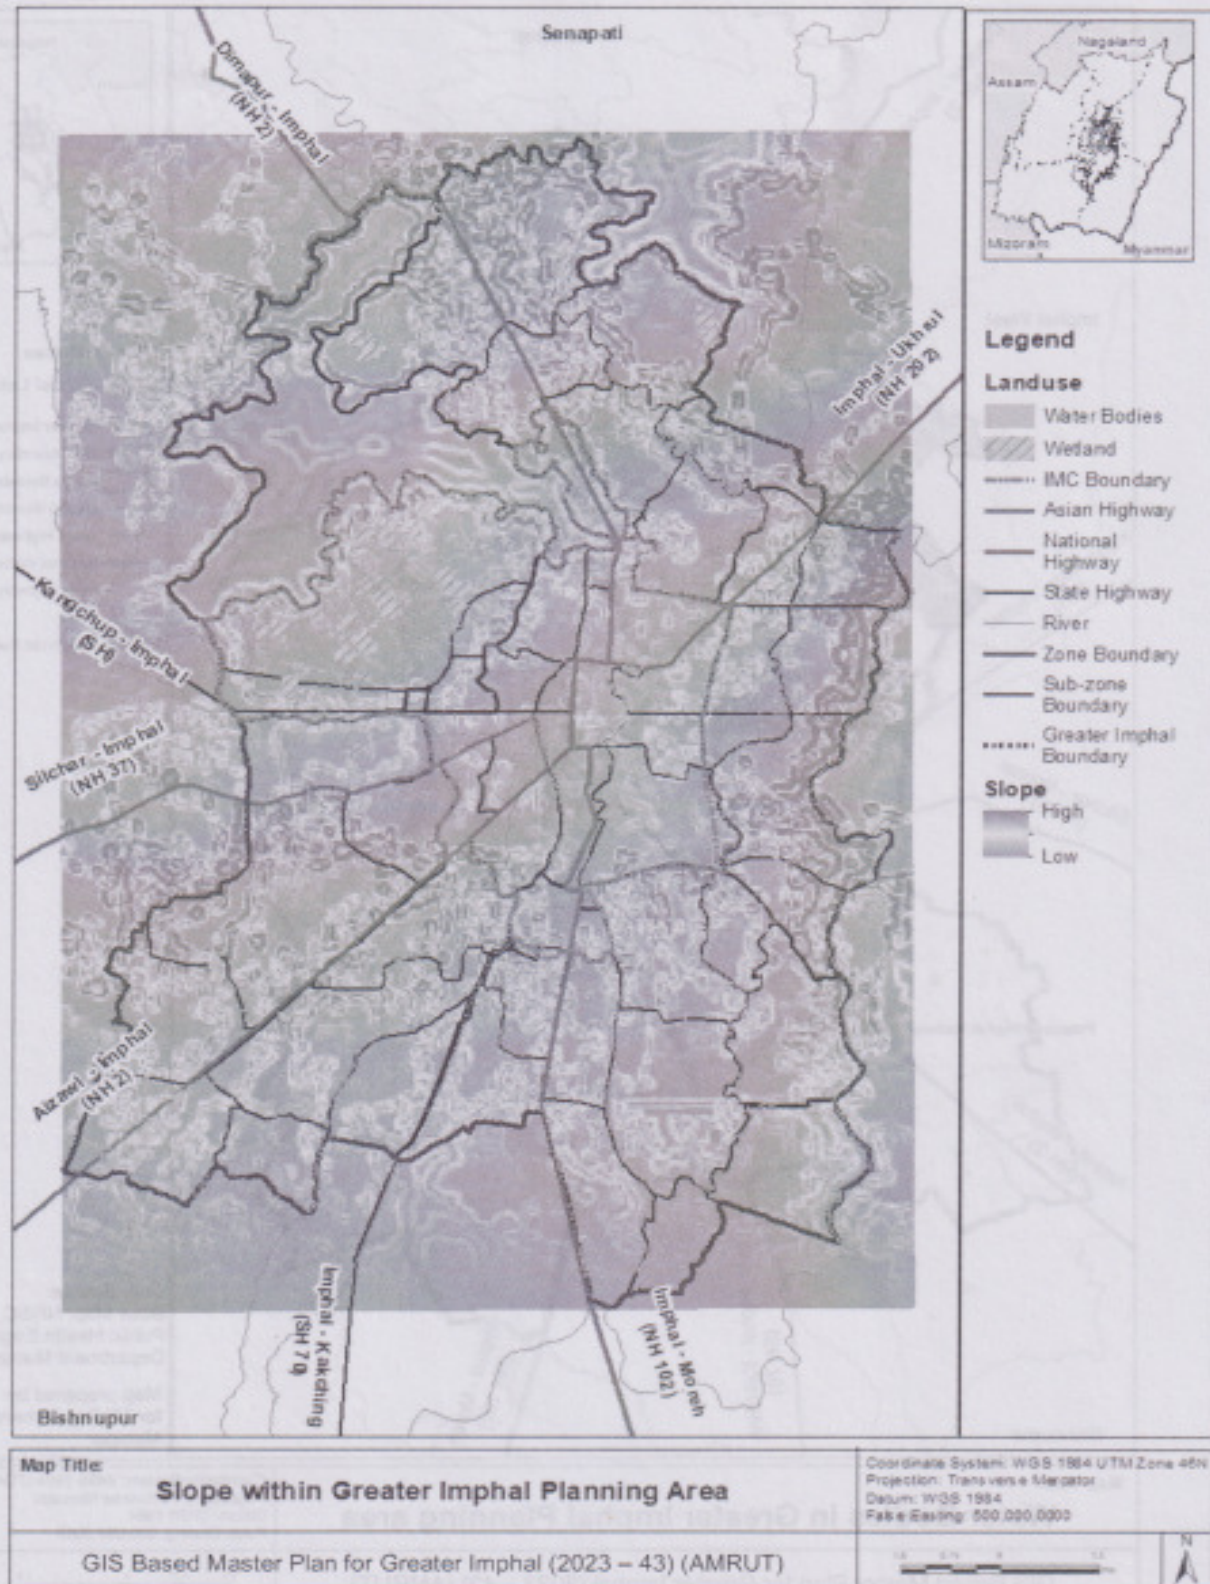 Senapati
Dimapur - Imphal
(NH 2)
Imphal - Ukhrul
(NH 202)
Kangchup - Imphal
(SH)
Silchar - Imphal
(NH 37)
Aizawl - Imphal
(NH 2)
Imphal - Kakching
Imphal - Moreh
(NH 102)
Bishnupur
Nagaland
Assam
Mizoram
Myanmar
Legend
Landuse
Water Bodies
Wetland
IMC Boundary
Asian Highway
National
Highway
State Highway
River
Zone Boundary
Sub-zone
Boundary
Greater Imphal
Boundary
Slope
High
Low
Map Title:
Slope within Greater Imphal Planning Area
GIS Based Master Plan for Greater Imphal (2023 – 43) (AMRUT)
Coordinate System: WGS 1984 UTM Zone 46N
Projection: Transverse Mercator
Datum: WGS 1984
False Easting: 500,000.0000
N